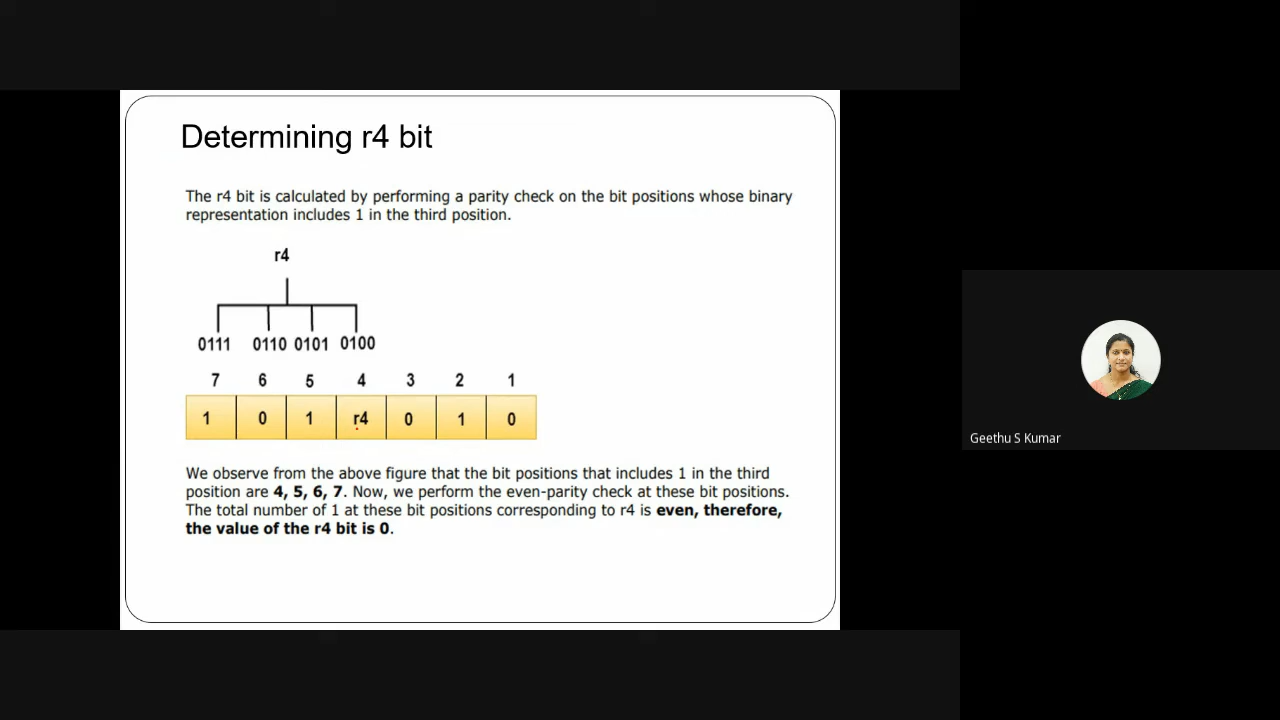 Determining r4 bit
The r4 bit is calculated by performing a parity check on the bit positions whose binary
representation includes 1 in the third position.
r4
0111 0110 0101 0100
7 6 5 4 3 2 1
1 0 1 r4 0 1 0
We observe from the above figure that the bit positions that includes 1 in the third
position are 4, 5, 6, 7. Now, we perform the even-parity check at these bit positions.
The total number of 1 at these bit positions corresponding to r4 is even, therefore,
the value of the r4 bit is 0.
Geethu S Kumar